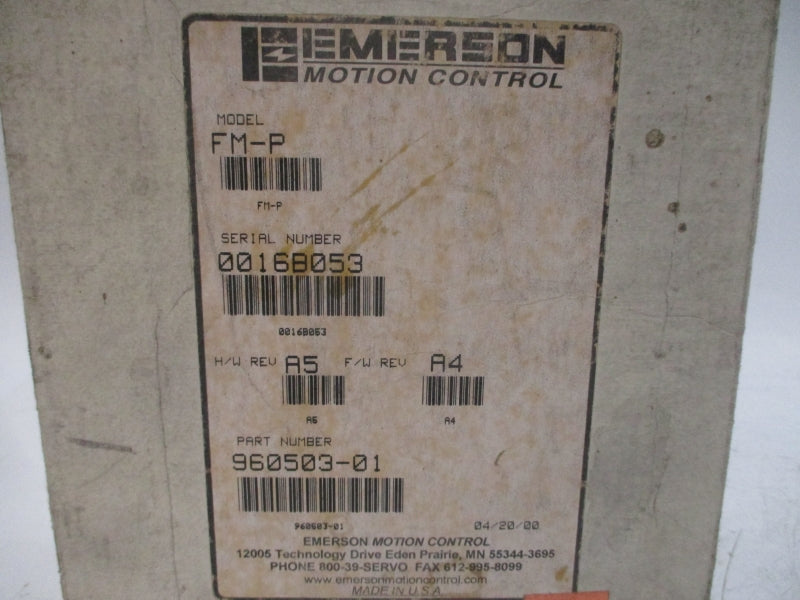 EMERSON
MOTION CONTROL
MODEL
FM-P
FM-P
SERIAL NUMBER
0016B053
0016B053
H/W REV A5 F/W REV A4
A5 A4
PART NUMBER
960503-01
960503-01 04/20/00
EMERSON MOTION CONTROL
12005 Technology Drive Eden Prairie, MN 55344-3695
PHONE 800-39-SERVO FAX 612-995-8099
www.emersonmotioncontrol.com
MADE IN U.S.A.